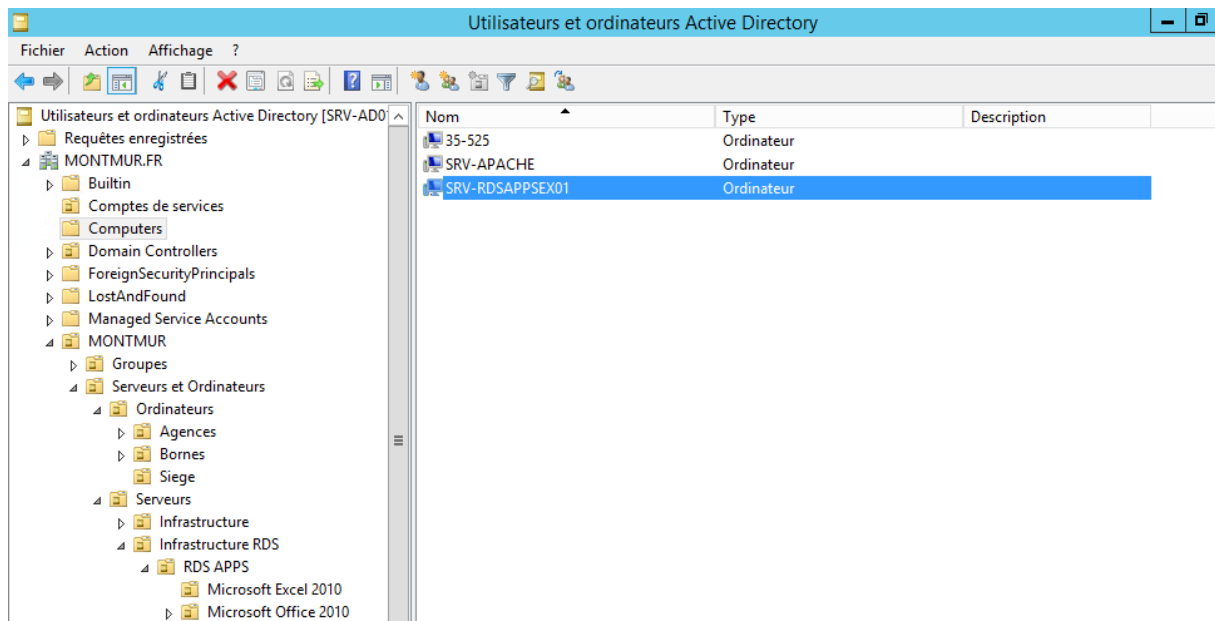 Utilisateurs et ordinateurs Active Directory
Fichier Action Affichage ?
Utilisateurs et ordinateurs Active Directory [SRV-AD0
Requêtes enregistrées
MONTMUR.FR
Builtin
Comptes de services
Computers
Domain Controllers
ForeignSecurityPrincipals
LostAndFound
Managed Service Accounts
MONTMUR
Groupes
Serveurs et Ordinateurs
Ordinateurs
Agences
Bornes
Siege
Serveurs
Infrastructure
Infrastructure RDS
RDS APPS
Microsoft Excel 2010
Microsoft Office 2010
Nom Type Description
35-525 Ordinateur
SRV-APACHE Ordinateur
SRV-RDSAPPSEX01 Ordinateur